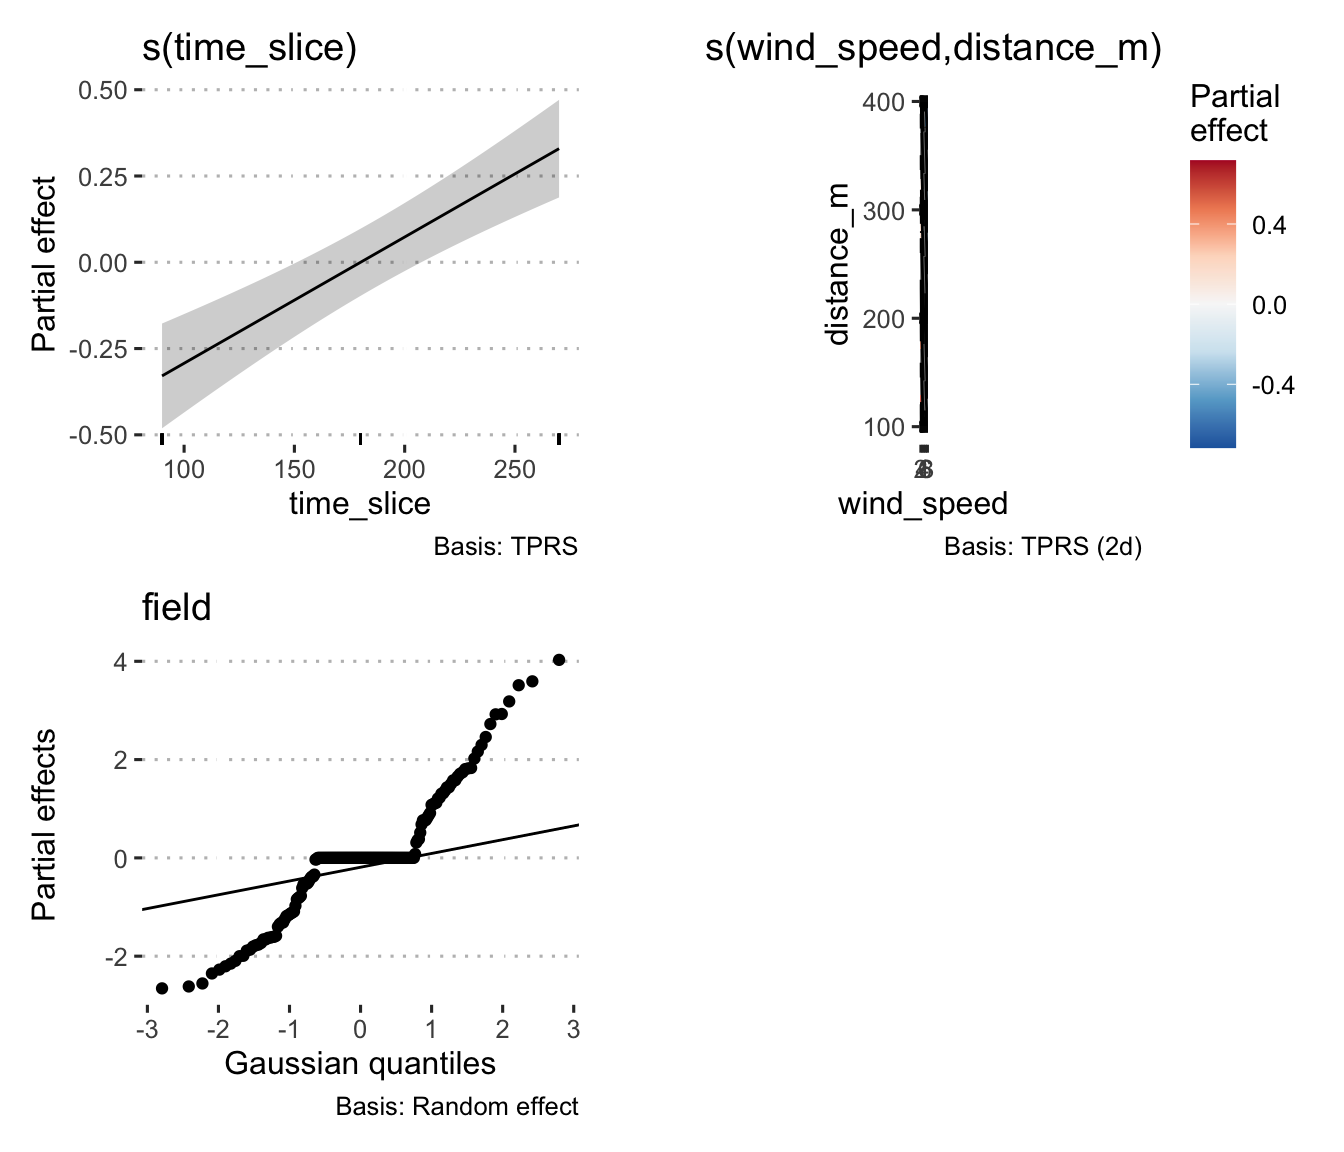 s(time_slice)
0.50
0.25
0.00
-0.25
-0.50
Partial effect
100 150 200 250
time_slice
Basis: TPRS
s(wind_speed,distance_m)
400
300
200
100
distance_m
wind_speed
Basis: TPRS (2d)
Partial
effect
0.4
0.0
-0.4
field
4
2
0
-2
Partial effects
-3 -2 -1 0 1 2 3
Gaussian quantiles
Basis: Random effect